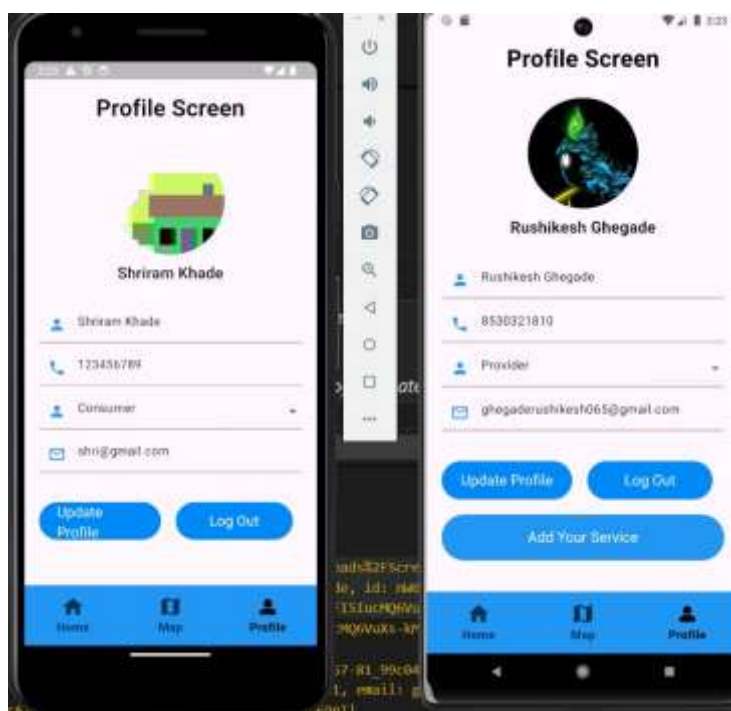 Profile Screen
Shriram Khade
Shriram Khade
123456789
Consumer
shri@gmail.com
Update
Profile
Log Out
Home
Map
Profile
Profile Screen
Rushikesh Ghegade
Rushikesh Ghegade
8530321810
Provider
ghegaderushikesh065@gmail.com
Update Profile
Log Out
Add Your Service
Home
Map
Profile